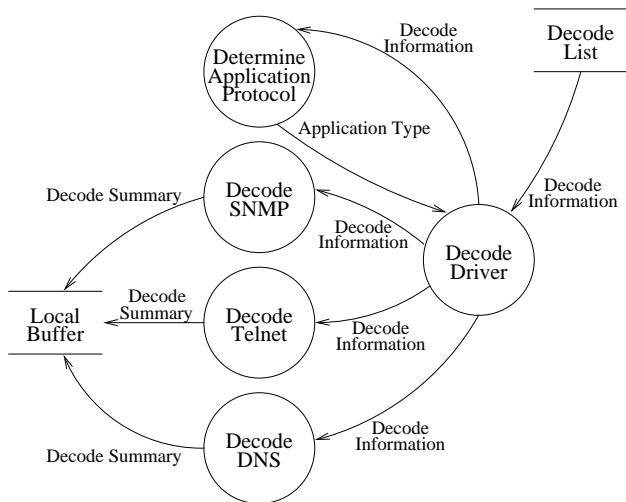 Decode
Information
Decode
List
Determine
Application
Protocol
Application Type
Decode
Information
Decode Summary
Decode
SNMP
Decode
Information
Decode
Driver
Local
Buffer
Decode
Summary
Decode
Telnet
Decode
Information
Decode Summary
Decode
DNS
Decode
Information